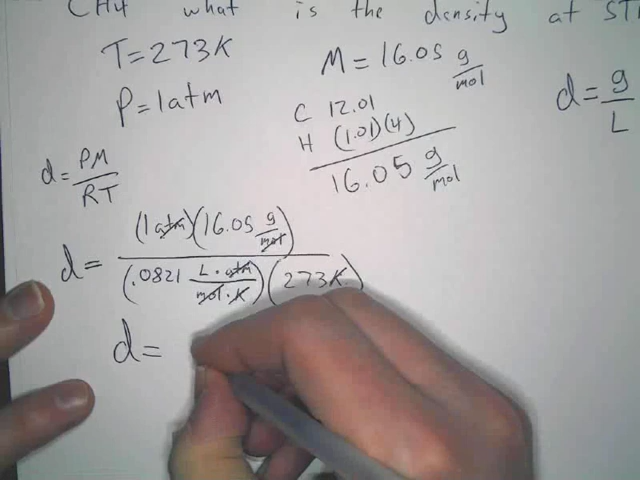 CH4 what is the density at ST
T=273K
P=1atm
M=16.05 g/mol
C 12.01
H (1.01)(4)
16.05 g/mol
d=g/L
d=PM/RT
d=(1atm)(16.05 g/mol)/(.0821 L·atm/mol·K)(273K)
d=